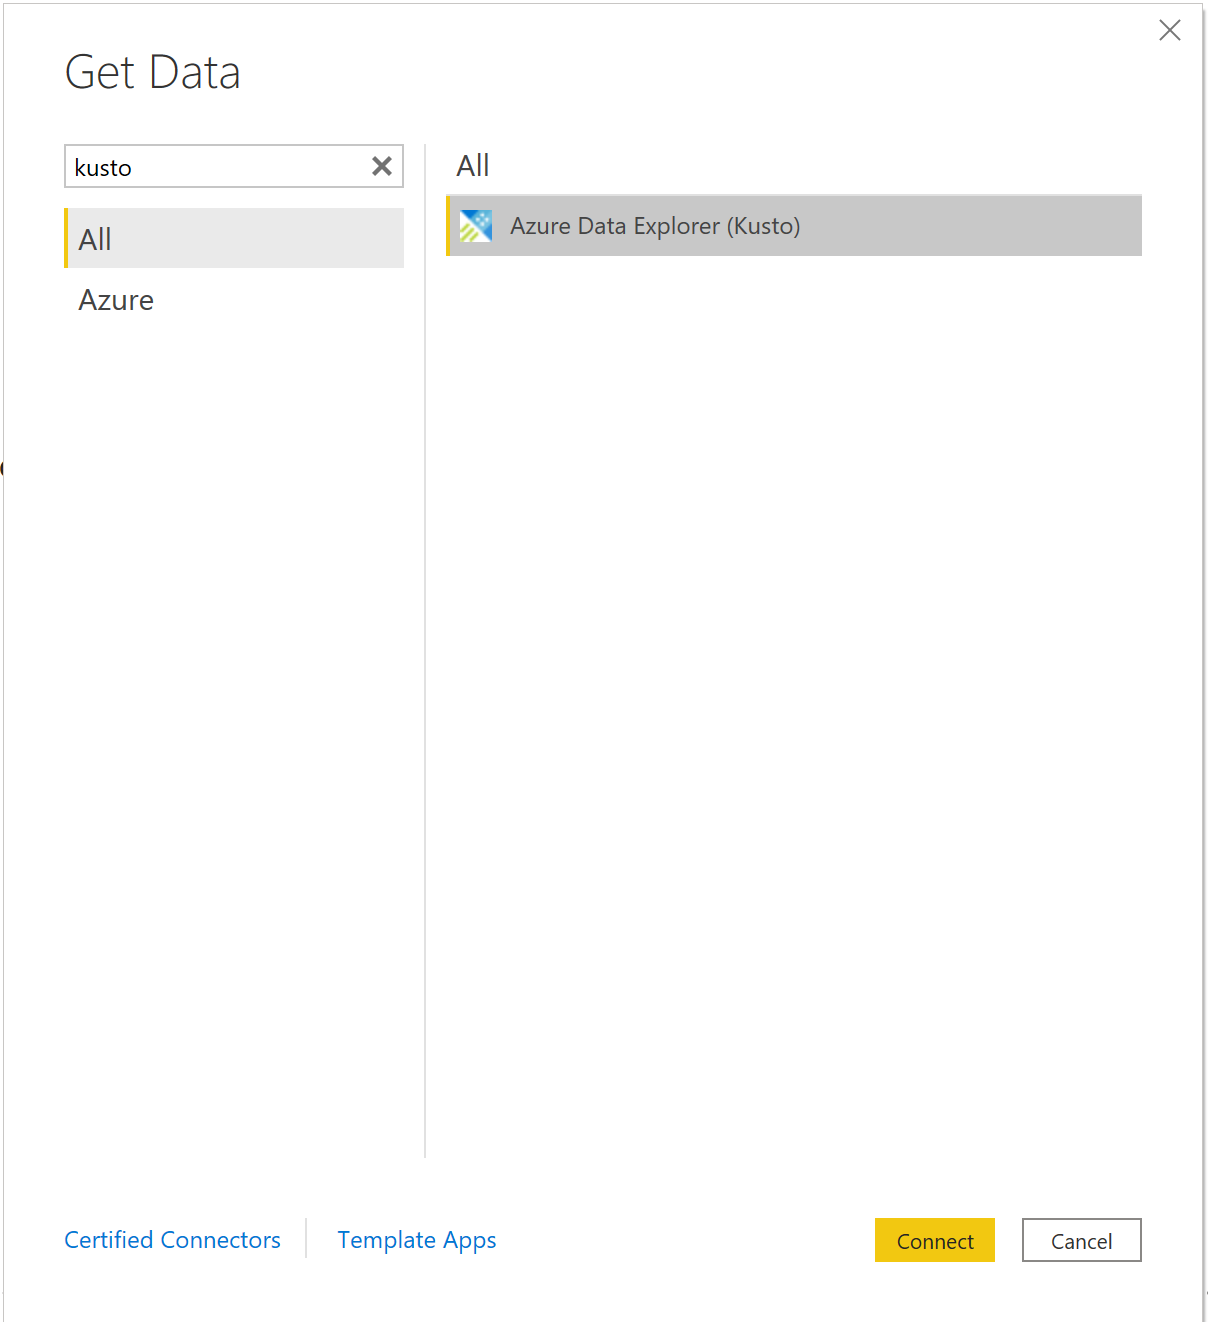 Get Data
kusto
All
Azure
All
Azure Data Explorer (Kusto)
Certified Connectors
Template Apps
Connect
Cancel